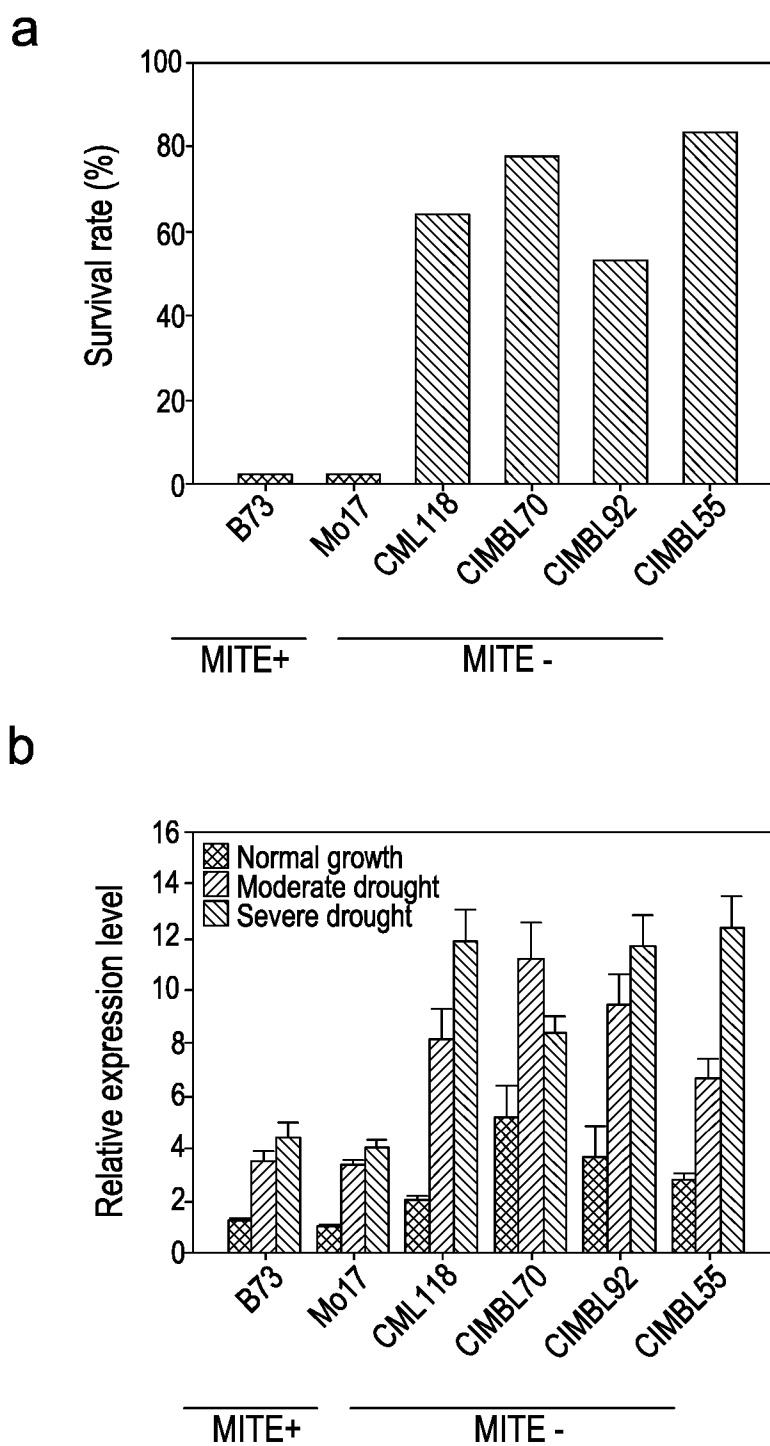 a
Survival rate (%)
100
80
60
40
20
0
B73
Mo17
CML118
CIMBL70
CIMBL92
CIMBL55
MITE+
MITE -
b
Relative expression level
16
14
12
10
8
6
4
2
0
Normal growth
Moderate drought
Severe drought
B73
Mo17
CML118
CIMBL70
CIMBL92
CIMBL55
MITE+
MITE -